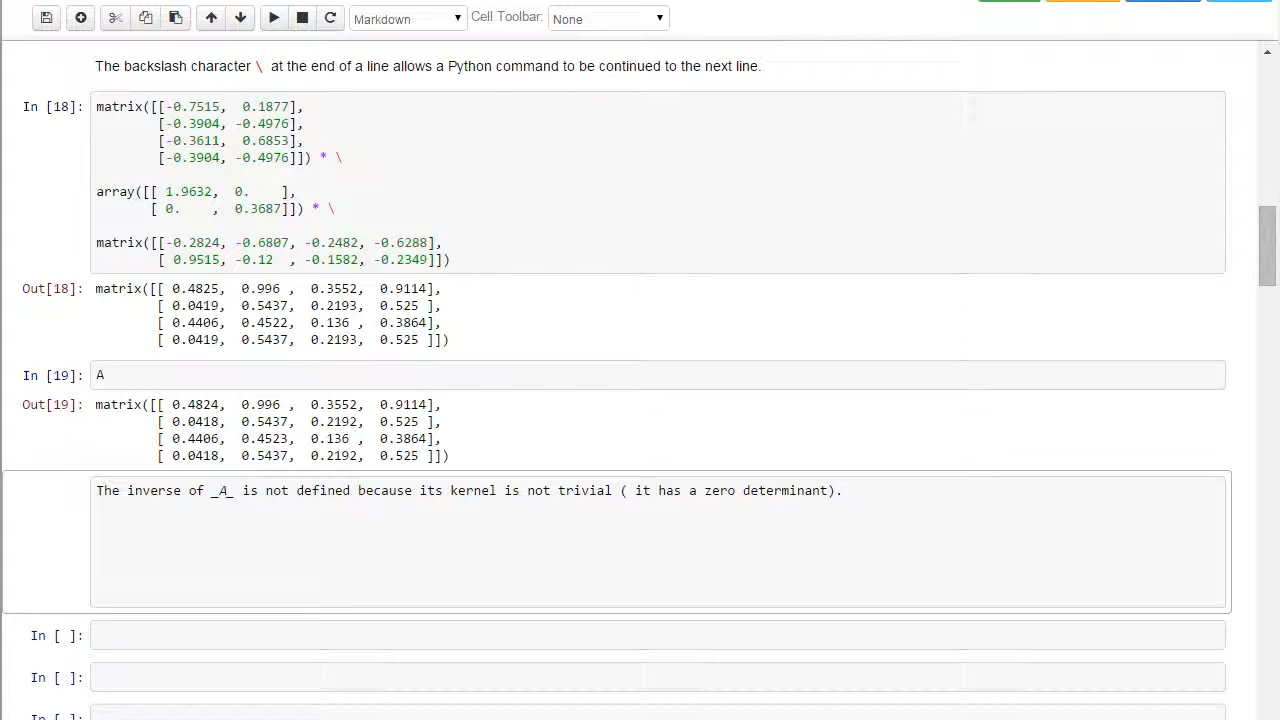 Markdown Cell Toolbar: None
The backslash character \ at the end of a line allows a Python command to be continued to the next line.
In [18]: matrix([[-0.7515, 0.1877],
[-0.3904, -0.4976],
[-0.3611, 0.6853],
[-0.3904, -0.4976]]) * \
array([[ 1.9632, 0. ],
[ 0. , 0.3687]]) * \
matrix([[-0.2824, -0.6807, -0.2482, -0.6288],
[ 0.9515, -0.12 , -0.1582, -0.2349]])
Out[18]: matrix([[ 0.4825, 0.996 , 0.3552, 0.9114],
[ 0.0419, 0.5437, 0.2193, 0.525 ],
[ 0.4406, 0.4522, 0.136 , 0.3864],
[ 0.0419, 0.5437, 0.2193, 0.525 ]])
In [19]: A
Out[19]: matrix([[ 0.4824, 0.996 , 0.3552, 0.9114],
[ 0.0418, 0.5437, 0.2192, 0.525 ],
[ 0.4406, 0.4523, 0.136 , 0.3864],
[ 0.0418, 0.5437, 0.2192, 0.525 ]])
The inverse of _A_ is not defined because its kernel is not trivial ( it has a zero determinant).
In [ ]:
In [ ]:
In [ ]: